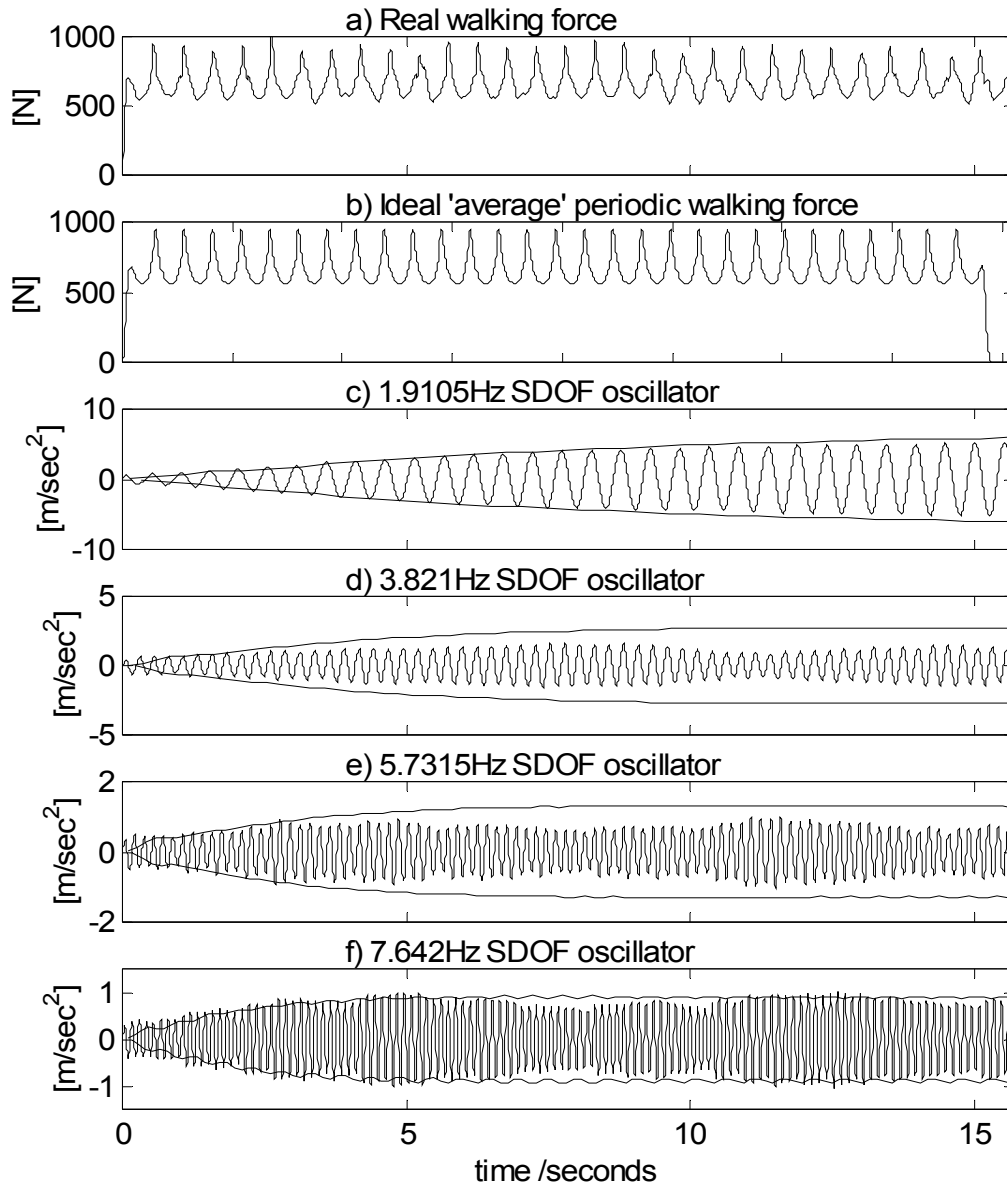 a) Real walking force
1000
500
0
[N]
b) Ideal 'average' periodic walking force
1000
500
0
[N]
c) 1.9105Hz SDOF oscillator
10
0
-10
[m/sec²]
d) 3.821Hz SDOF oscillator
5
0
-5
[m/sec²]
e) 5.7315Hz SDOF oscillator
2
0
-2
[m/sec²]
f) 7.642Hz SDOF oscillator
1
0
-1
[m/sec²]
0 5 10 15
time /seconds